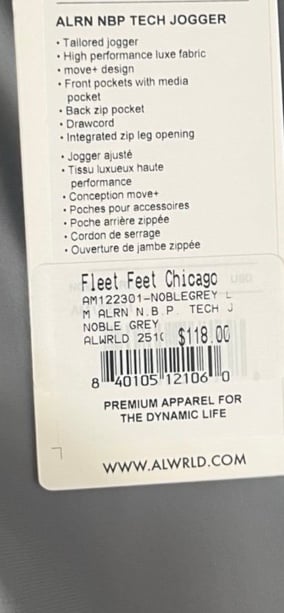 ALRN NBP TECH JOGGER
• Tailored jogger
• High performance luxe fabric
• move+ design
• Front pockets with media
pocket
• Back zip pocket
• Drawcord
• Integrated zip leg opening
• Jogger ajusté
• Tissu luxueux haute
performance
• Conception move+
• Poches pour accessoires
• Poche arrière zippée
• Cordon de serrage
• Ouverture de jambe zippée
Fleet Feet Chicago USD
AM122301-NOBLEGREY L
M ALRN N.B.P. TECH J
NOBLE GREY
ALWRLD 251 $118.00
8 40105 12106 0
PREMIUM APPAREL FOR
THE DYNAMIC LIFE
WWW.ALWRLD.COM